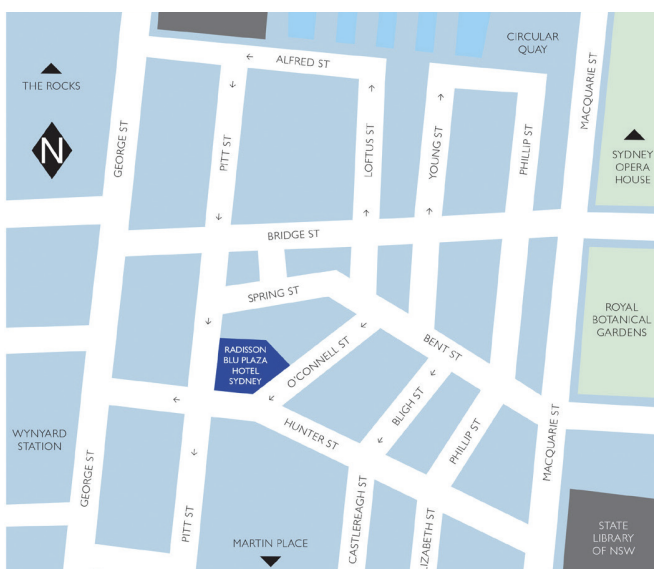 CIRCULAR
QUAY
ALFRED ST
THE ROCKS
N
GEORGE ST
PITT ST
LOFTUS ST
YOUNG ST
PHILLIP ST
MACQUARIE ST
SYDNEY
OPERA
HOUSE
BRIDGE ST
SPRING ST
ROYAL
BOTANICAL
GARDENS
RADISSON
BLU PLAZA
HOTEL
SYDNEY
O'CONNELL ST
BENT ST
BLIGH ST
HUNTER ST
PHILLIP ST
MACQUARIE ST
WYNYARD
STATION
GEORGE ST
PITT ST
MARTIN PLACE
CASTLEREAGH ST
LIZABETH ST
STATE
LIBRARY
OF NSW